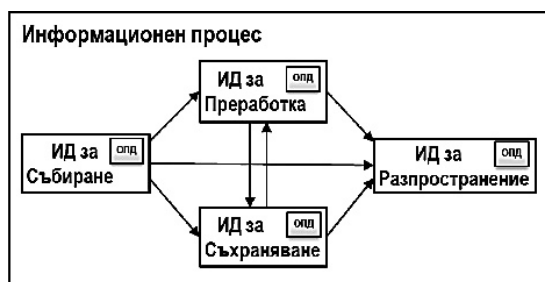 Информационен процес
ИД за опд
Преработка
ИД за опд
Събиране
ИД за опд
Разпространение
ИД за опд
Съхраняване